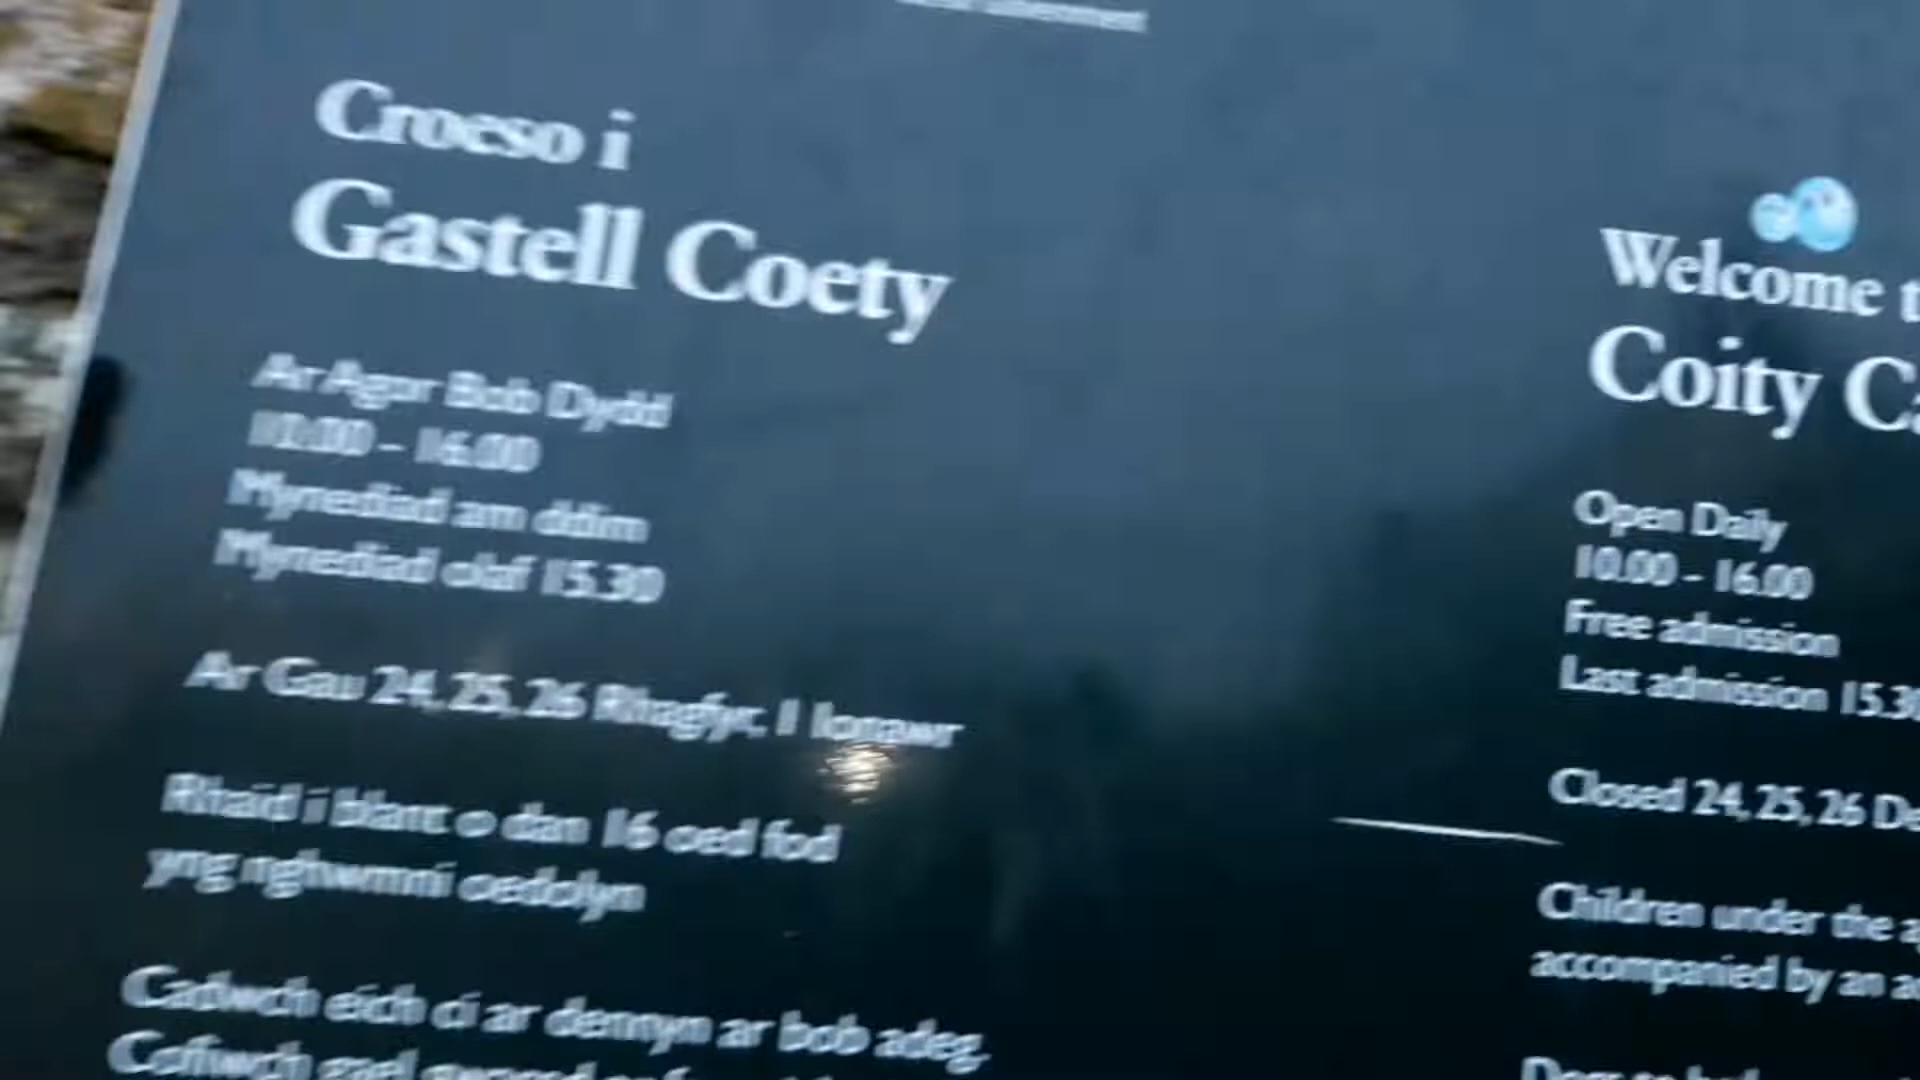 Croeso i
Gastell Coety
Ar Agor Bob Dydd
10.00 - 16.00
Mynediad am ddim
Mynediad olaf 15.30
Ar Gau 24, 25, 26 Rhagfyr, 1 Ionawr
Rhaid i blant o dan 16 oed fod
yng nghwmni oedolyn
Cadwch eich ci ar dennyn ar bob adeg.
Cofiwch gael
Welcome
Coity
Open Daily
10.00 - 16.00
Free admission
Last admission 15.30
Closed 24, 25, 26
Children under the
accompanied by an